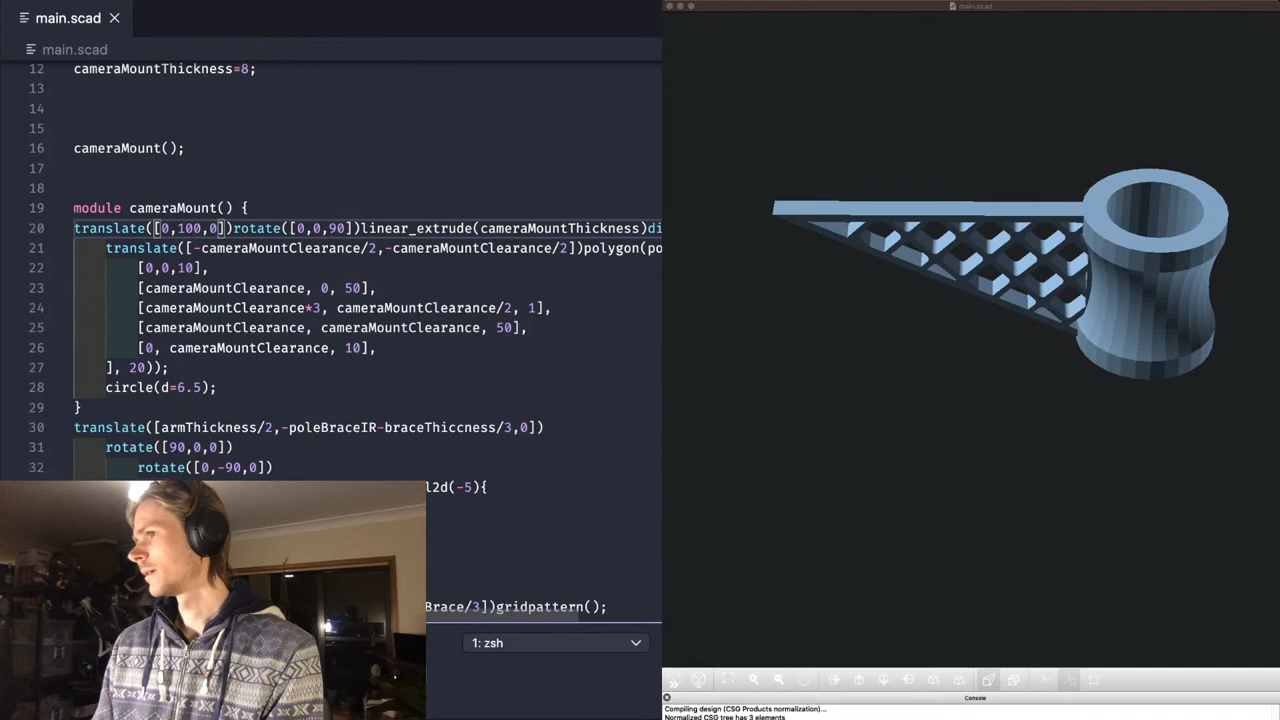 main.scad
main.scad
main.scad
12 cameraMountThickness=8;
13
14
15
16 cameraMount();
17
18
19 module cameraMount() {
20 translate([0,100,0])rotate([0,0,90])linear_extrude(cameraMountThickness)di
21 translate([-cameraMountClearance/2,-cameraMountClearance/2])polygon(po
22 [0,0,10],
23 [cameraMountClearance, 0, 50],
24 [cameraMountClearance*3, cameraMountClearance/2, 1],
25 [cameraMountClearance, cameraMountClearance, 50],
26 [0, cameraMountClearance, 10],
27 ], 20));
28 circle(d=6.5);
29 }
30 translate([armThickness/2,-poleBraceIR-braceThiccness/3,0])
31 rotate([90,0,0])
32 rotate([0,-90,0])
l2d(-5){
Brace/3])gridpattern();
1: zsh
Console
Compiling design (CSG Products normalization)...
Normalized CSG tree has 3 elements